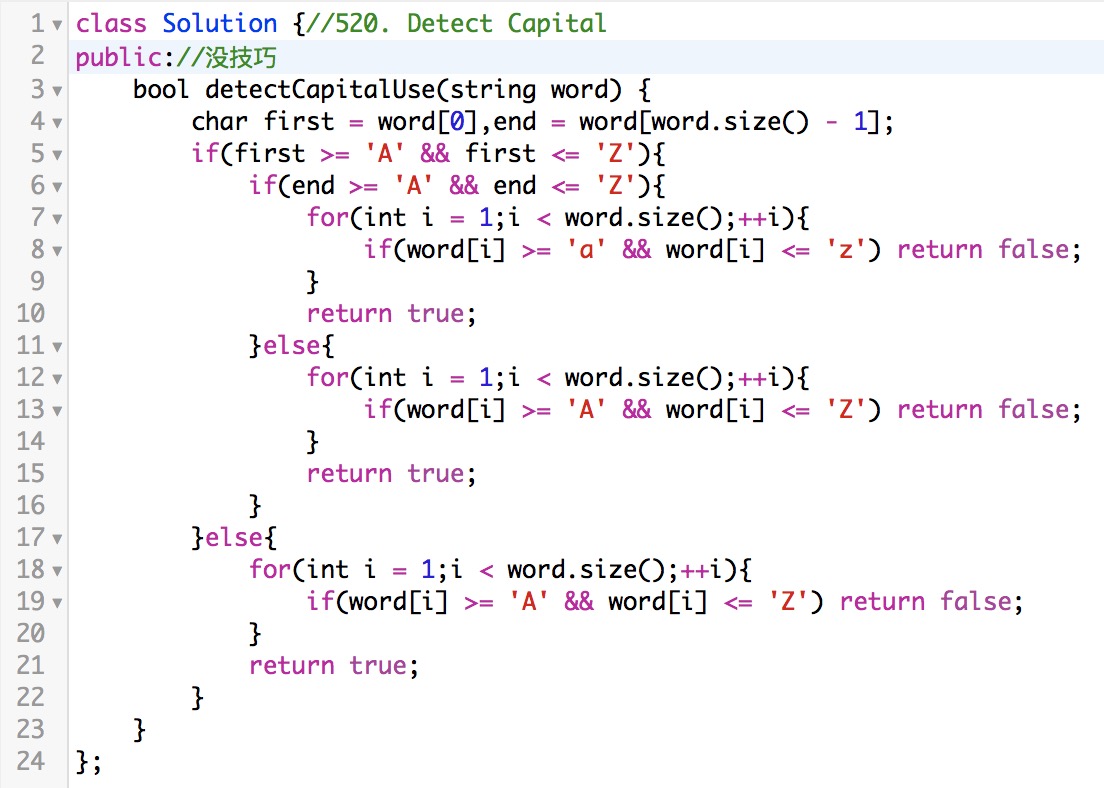 1 class Solution {//520. Detect Capital
2 public://没技巧
3     bool detectCapitalUse(string word) {
4         char first = word[0],end = word[word.size() - 1];
5         if(first >= 'A' && first <= 'Z'){
6             if(end >= 'A' && end <= 'Z'){
7                 for(int i = 1;i < word.size();++i){
8                     if(word[i] >= 'a' && word[i] <= 'z') return false;
9                 }
10                 return true;
11             }else{
12                 for(int i = 1;i < word.size();++i){
13                     if(word[i] >= 'A' && word[i] <= 'Z') return false;
14                 }
15                 return true;
16             }
17         }else{
18             for(int i = 1;i < word.size();++i){
19                 if(word[i] >= 'A' && word[i] <= 'Z') return false;
20             }
21             return true;
22         }
23     }
24 };